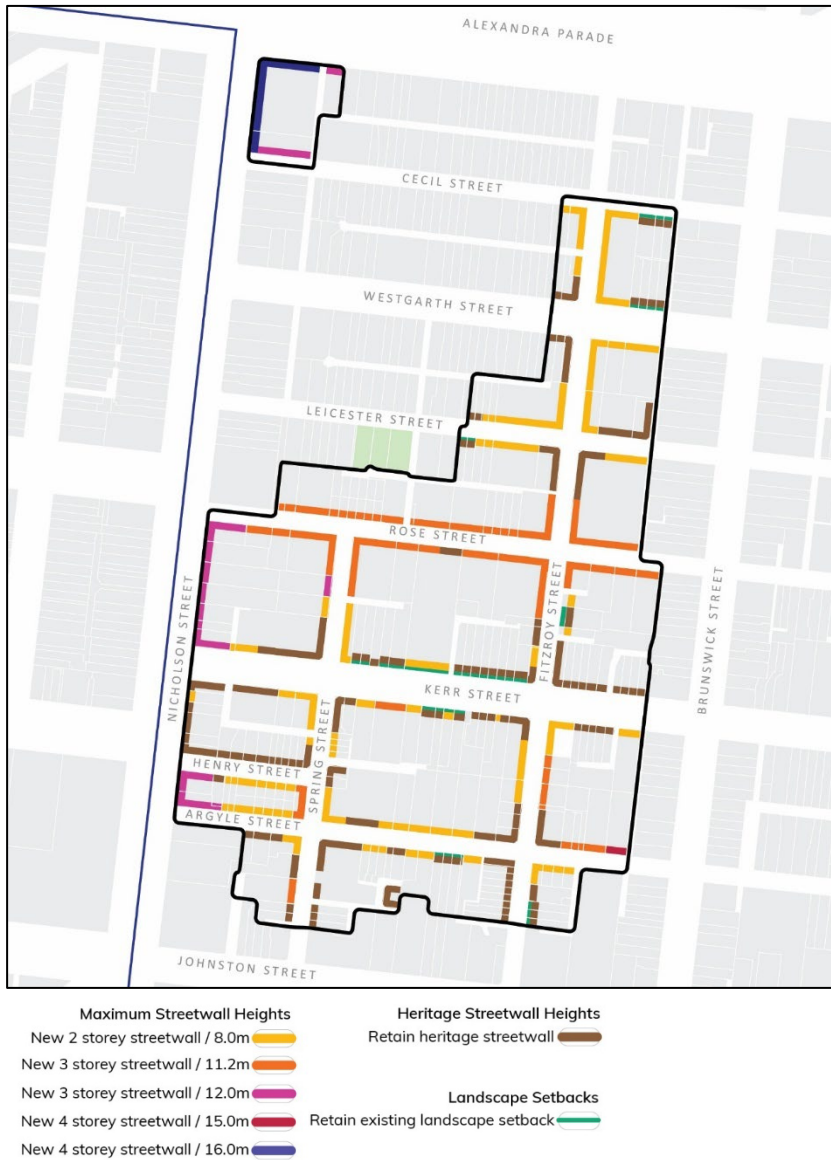 ALEXANDRA PARADE
CECIL STREET
WESTGARTH STREET
LEICESTER STREET
ROSE STREET
FITZROY STREET
BRUNSWICK STREET
NICHOLSON STREET
KERR STREET
SPRING STREET
HENRY STREET
ARGYLE STREET
JOHNSTON STREET
Maximum Streetwall Heights
New 2 storey streetwall / 8.0m
New 3 storey streetwall / 11.2m
New 3 storey streetwall / 12.0m
New 4 storey streetwall / 15.0m
New 4 storey streetwall / 16.0m
Heritage Streetwall Heights
Retain heritage streetwall
Landscape Setbacks
Retain existing landscape setback